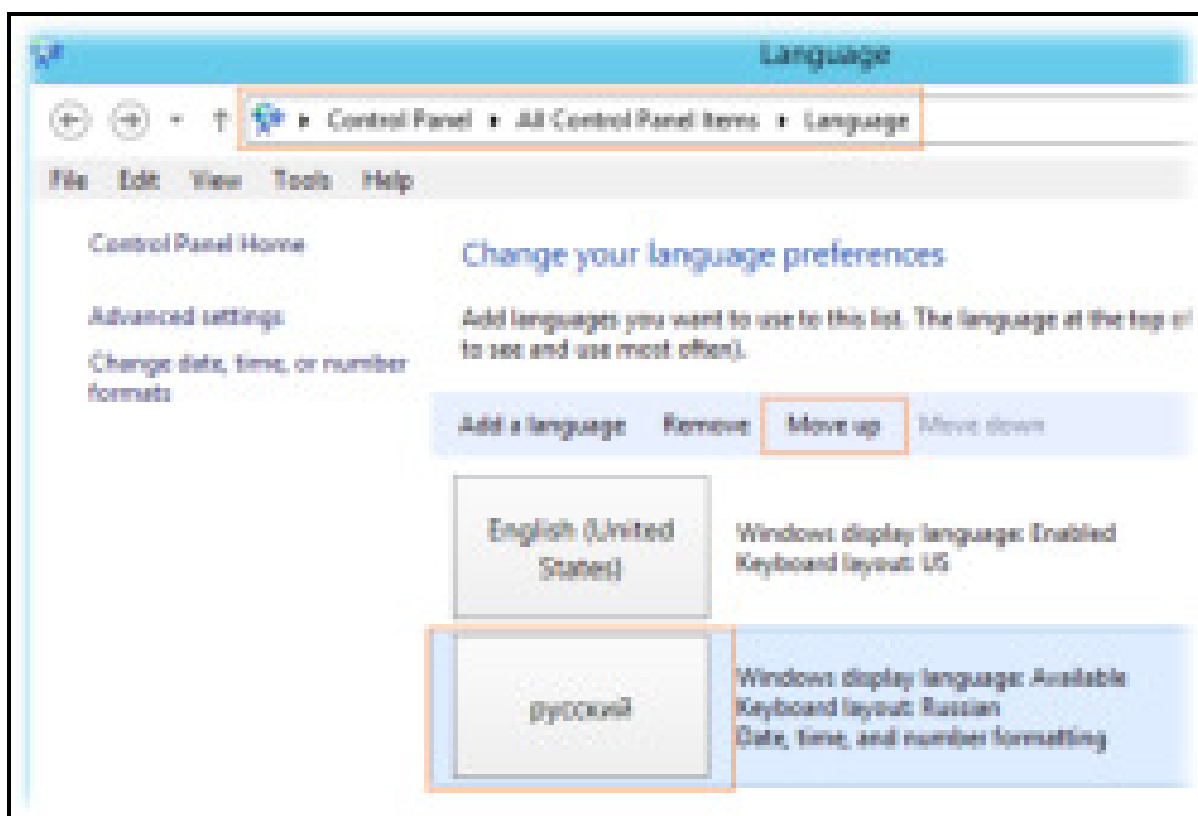 Language
Control Panel ▸ All Control Panel Items ▸ Language
File Edit View Tools Help
Control Panel Home
Advanced settings
Change date, time, or number
formats
Change your language preferences
Add languages you want to use to this list. The language at the top of
to see and use most often).
Add a language Remove Move up Move down
English (United
States)
Windows display language: Enabled
Keyboard layout: US
русский
Windows display language: Available
Keyboard layout: Russian
Date, time, and number formatting